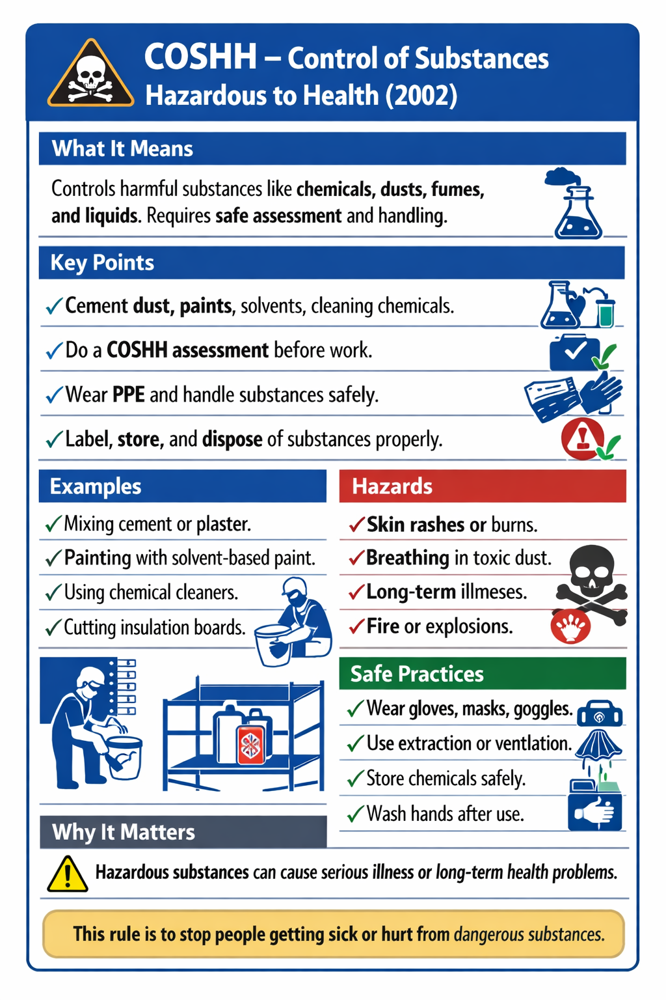 COSHH – Control of Substances
Hazardous to Health (2002)
What It Means
Controls harmful substances like chemicals, dusts, fumes,
and liquids. Requires safe assessment and handling.
Key Points
✓Cement dust, paints, solvents, cleaning chemicals.
✓Do a COSHH assessment before work.
✓Wear PPE and handle substances safely.
✓Label, store, and dispose of substances properly.
Examples
✓Mixing cement or plaster.
✓Painting with solvent-based paint.
✓Using chemical cleaners.
✓Cutting insulation boards.
Hazards
✓Skin rashes or burns.
✓Breathing in toxic dust.
✓Long-term illmeses.
✓Fire or explosions.
Safe Practices
✓Wear gloves, masks, goggles.
✓Use extraction or ventlation.
✓Store chemicals safely.
✓Wash hands after use.
Why It Matters
Hazardous substances can cause serious illness or long-term health problems.
This rule is to stop people getting sick or hurt from dangerous substances.